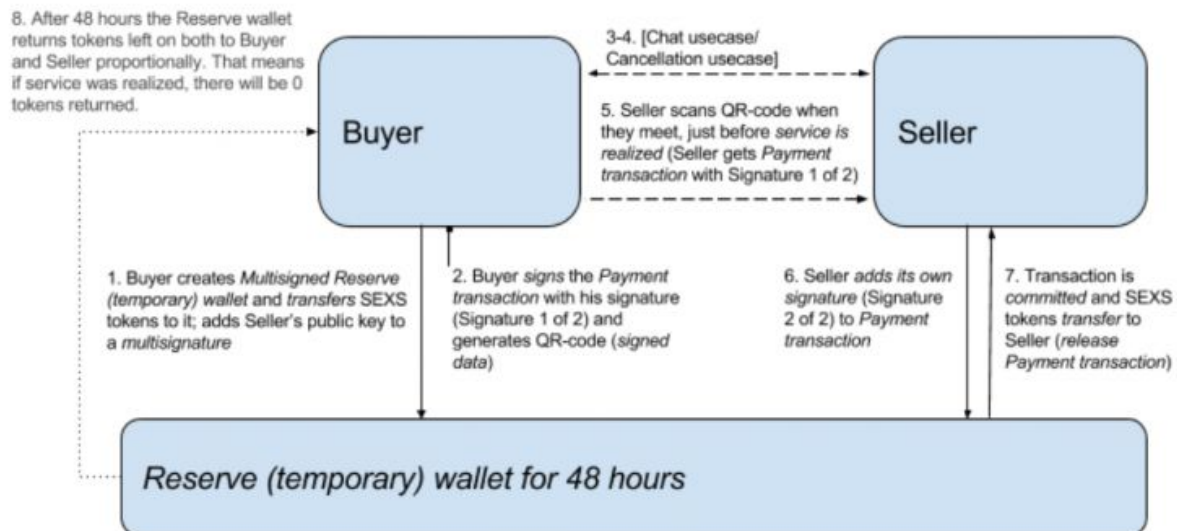 8. After 48 hours the Reserve wallet
returns tokens left on both to Buyer
and Seller proportionally. That means
if service was realized, there will be 0
tokens returned.
Buyer
3-4. [Chat usecase/
Cancellation usecase]
5. Seller scans QR-code when
they meet, just before service is
realized (Seller gets Payment
transaction with Signature 1 of 2)
Seller
1. Buyer creates Multisigned Reserve
(temporary) wallet and transfers SEXS
tokens to it; adds Seller's public key to
a multisignature
2. Buyer signs the Payment
transaction with his signature
(Signature 1 of 2) and
generates QR-code (signed
data)
6. Seller adds its own
signature (Signature
2 of 2) to Payment
transaction
7. Transaction is
committed and SEXS
tokens transfer to
Seller (release
Payment transaction)
Reserve (temporary) wallet for 48 hours